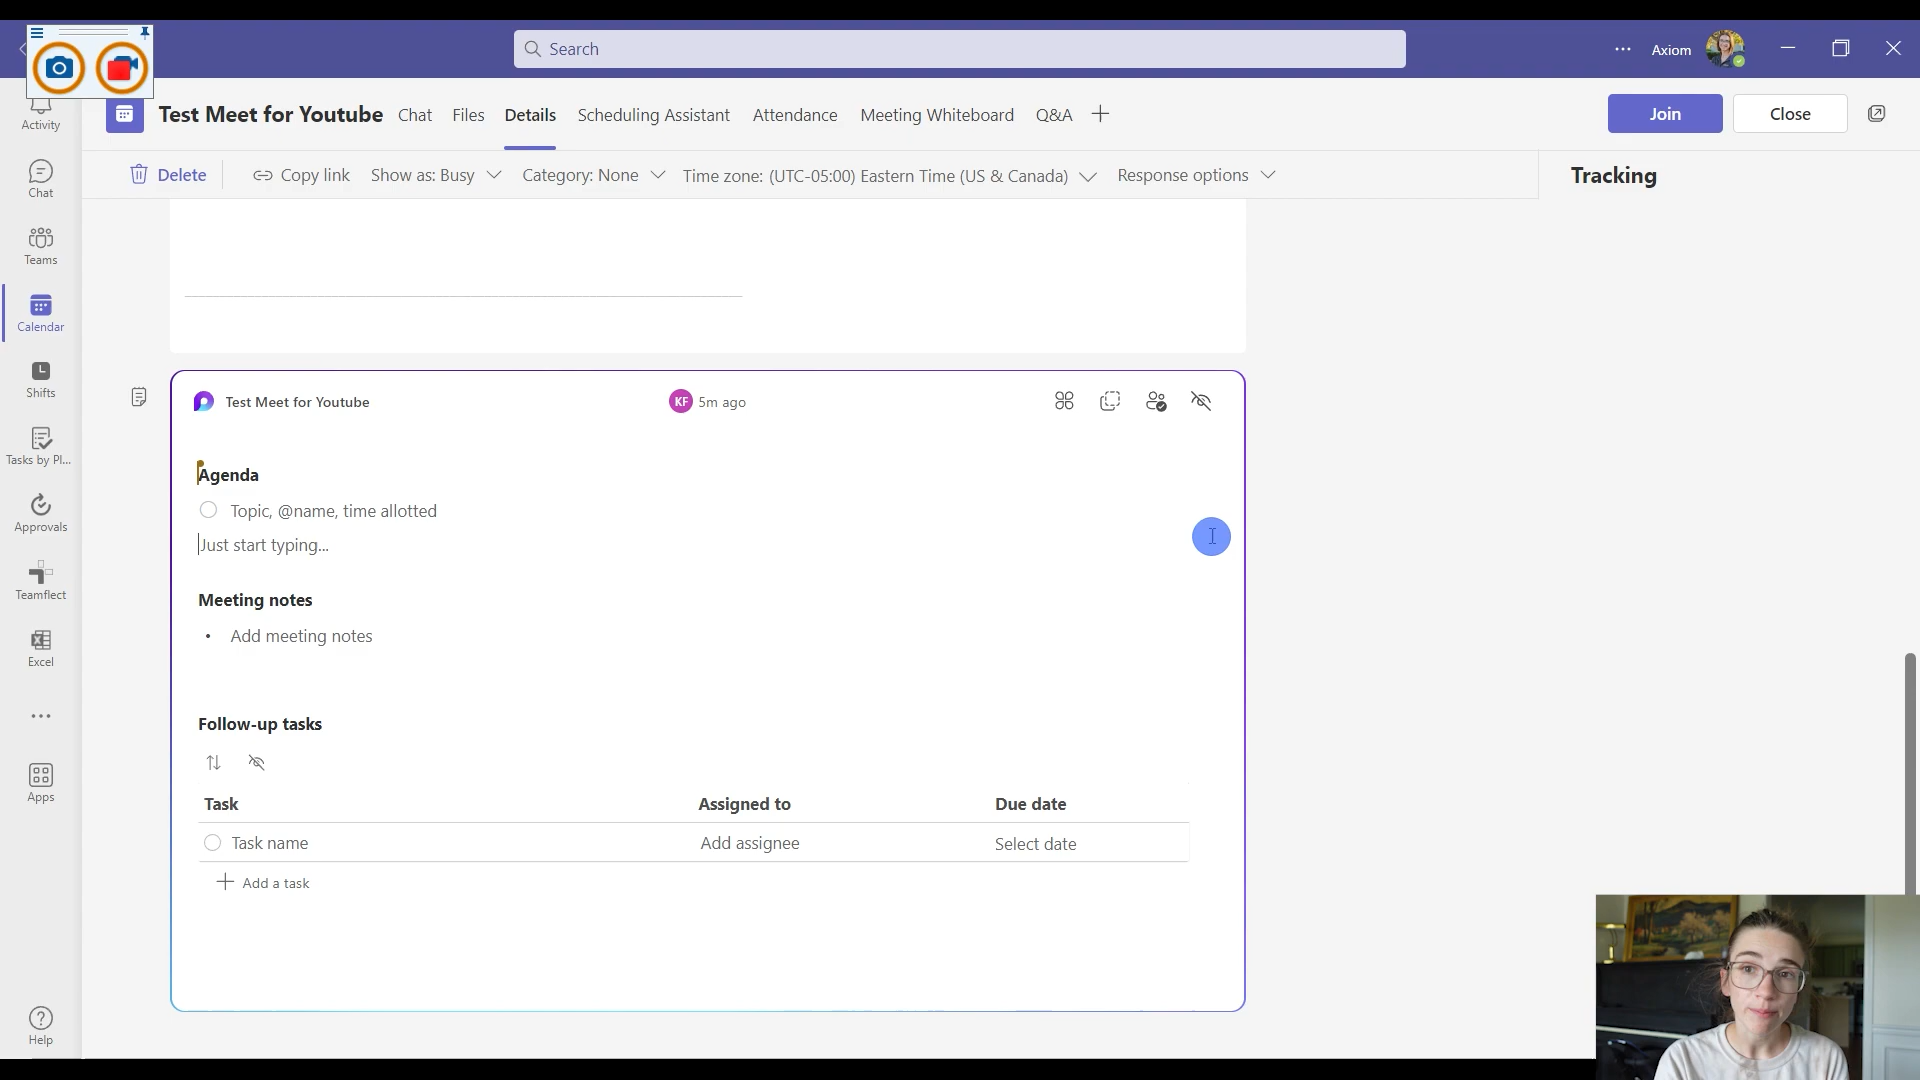 Search
Axiom
Activity
Chat
Teams
Calendar
Shifts
Tasks by Pl...
Approvals
Teamflect
Excel
Apps
Help
Test Meet for Youtube
Chat
Files
Details
Scheduling Assistant
Attendance
Meeting Whiteboard
Q&A
Join
Close
Delete
Copy link
Show as: Busy
Category: None
Time zone: (UTC-05:00) Eastern Time (US & Canada)
Response options
Tracking
Test Meet for Youtube
KF 5m ago
Agenda
Topic, @name, time allotted
Just start typing...
Meeting notes
• Add meeting notes
Follow-up tasks
Task Assigned to Due date
Task name Add assignee Select date
Add a task